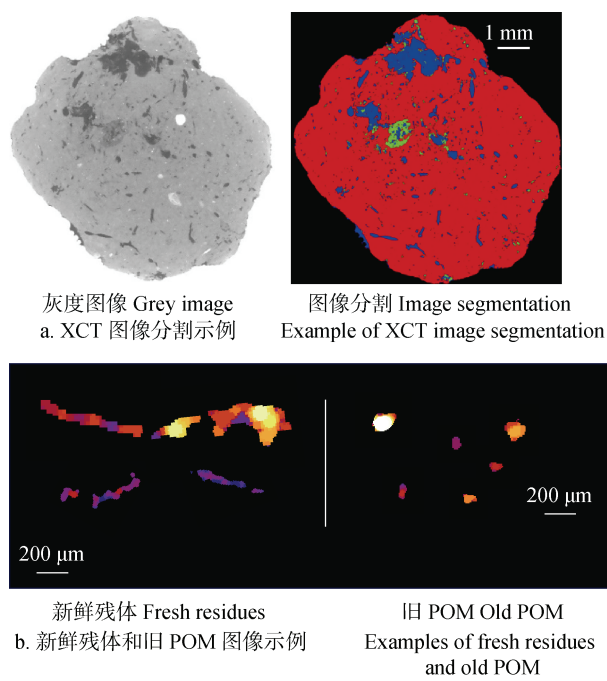 1 mm
灰度图像 Grey image
a. XCT 图像分割示例
图像分割 Image segmentation
Example of XCT image segmentation
200 μm
200 μm
新鲜残体 Fresh residues
b. 新鲜残体和旧 POM 图像示例
旧 POM Old POM
Examples of fresh residues
and old POM